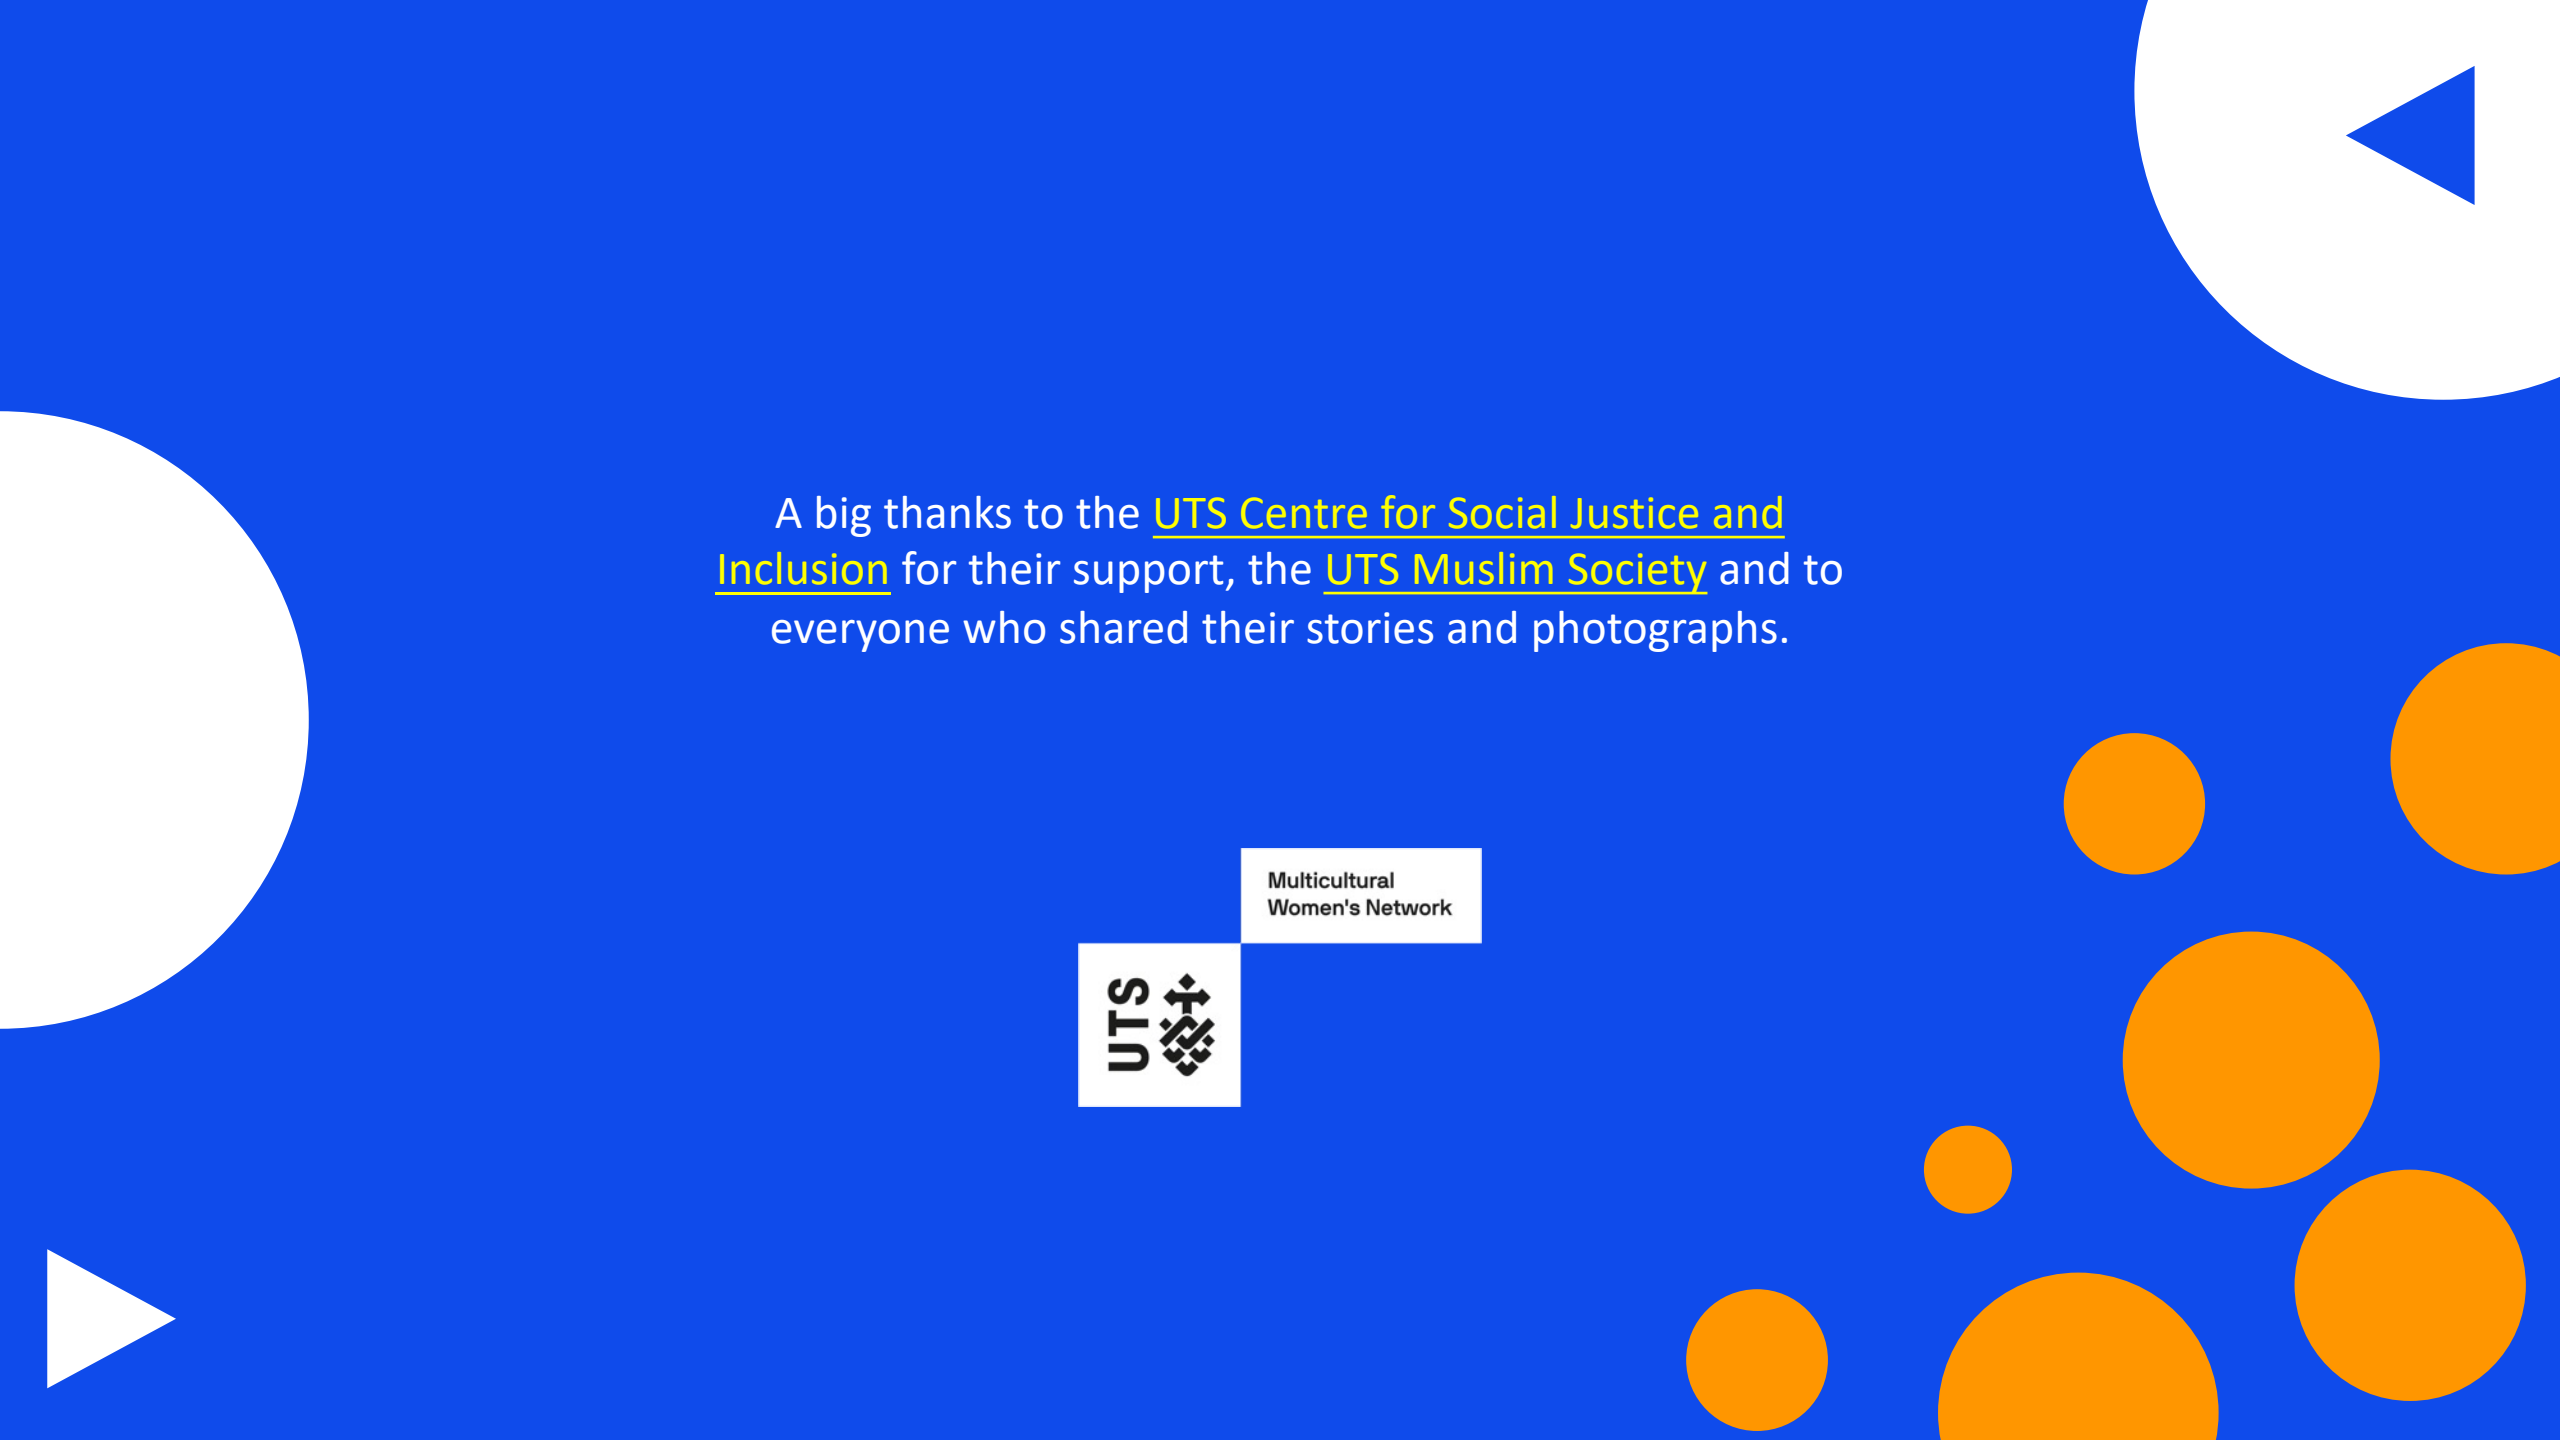 A big thanks to the UTS Centre for Social Justice and
Inclusion for their support, the UTS Muslim Society and to
everyone who shared their stories and photographs.
Multicultural
Women's Network
UTS